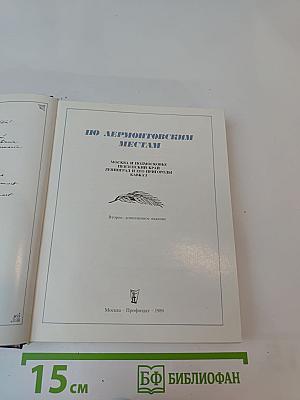 ПО ЛЕРМОНТОВСКИМ
МЕСТАМ
МОСКВА И ПОДМОСКОВЬЕ
ПЕНЗЕНСКИЙ КРАЙ
ЛЕНИНГРАД И ЕГО ПРИГОРОДЫ
КАВКАЗ
Второе, дополненное издание
Москва · Профиздат · 1989
15 см
БФ БИБЛИОФАН